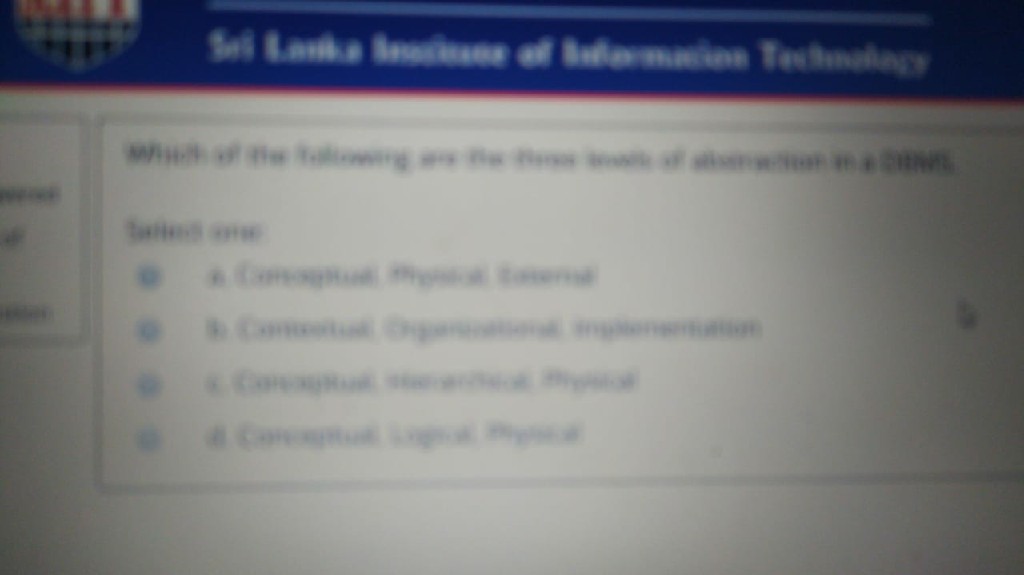 Sri Lanka Institute of Information Technology
Which of the following are the three levels of abstraction in a DBMS.
Select one:
a. Conceptual, Physical, External
b. Contextual, Organizational, Implementation
c. Conceptual, Hierarchical, Physical
d. Conceptual, Logical, Physical
of